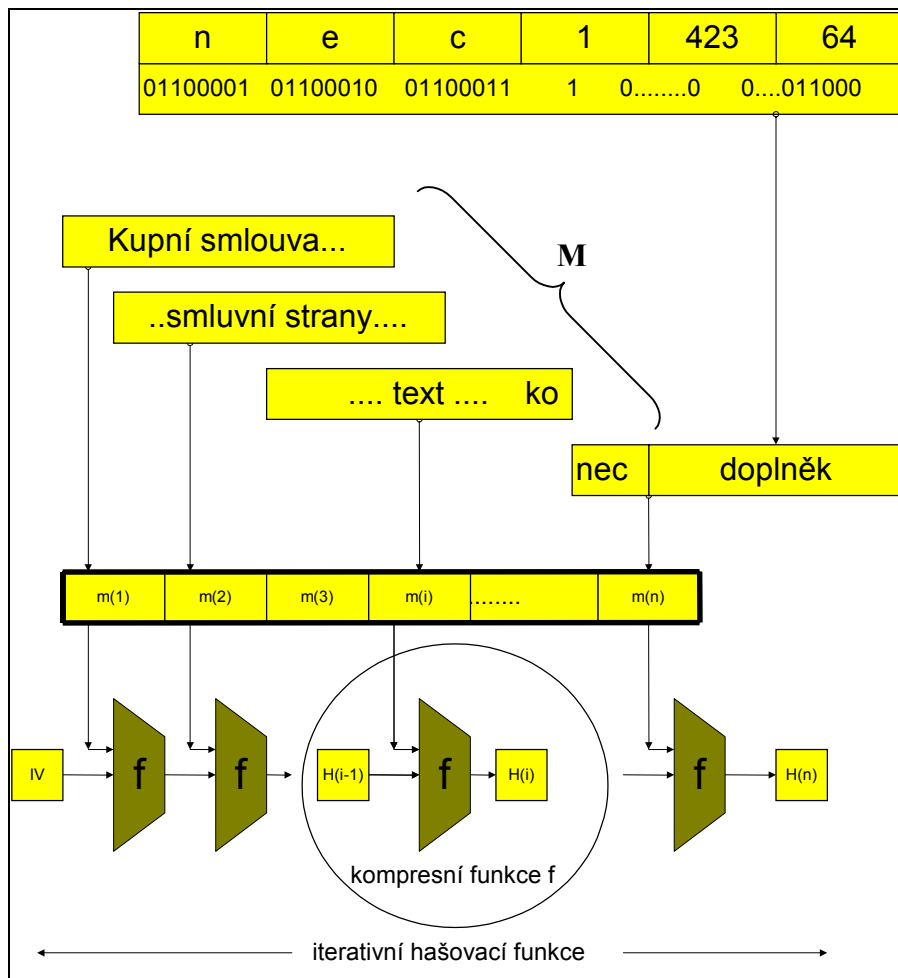 n e c 1 423 64
01100001 01100010 01100011 1 0........0 0....011000
Kupní smlouva...
M
..smluvní strany....
.... text .... ko
nec doplněk
m(1) m(2) m(3) m(i) ........ m(n)
IV f f H(i-1) f H(i) f H(n)
kompresní funkce f
iterativní hašovací funkce